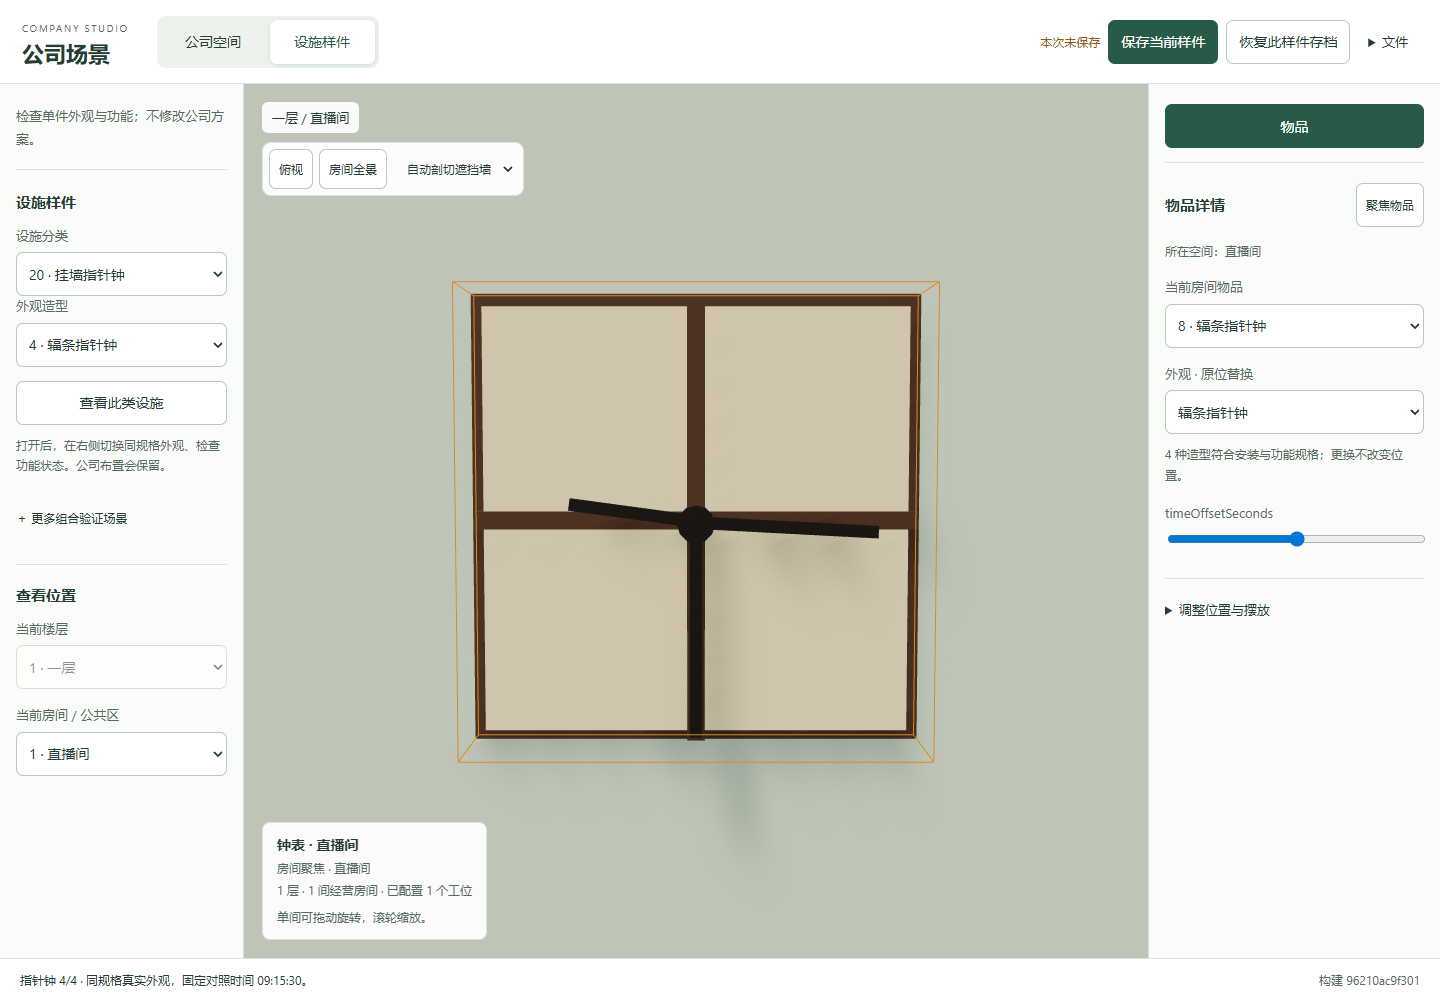 COMPANY STUDIO
公司场景
公司空间
设施样件
本次未保存
保存当前样件
恢复此样件存档
▶ 文件
检查单件外观与功能；不修改公司方案。
设施样件
设施分类
20 · 挂墙指针钟
外观造型
4 · 辐条指针钟
查看此类设施
打开后，在右侧切换同规格外观、检查功能状态。公司布置会保留。
+ 更多组合验证场景
查看位置
当前楼层
1 · 一层
当前房间 / 公共区
1 · 直播间
一层 / 直播间
俯视
房间全景
自动剖切遮挡墙
钟表 · 直播间
房间聚焦 · 直播间
1 层 · 1 间经营房间 · 已配置 1 个工位
单间可拖动旋转，滚轮缩放。
物品
物品详情
聚焦物品
所在空间：直播间
当前房间物品
8 · 辐条指针钟
外观 · 原位替换
辐条指针钟
4 种造型符合安装与功能规格；更换不改变位置。
timeOffsetSeconds
▶ 调整位置与摆放
指针钟 4/4 · 同规格真实外观，固定对照时间 09:15:30。
构建 96210ac9f301